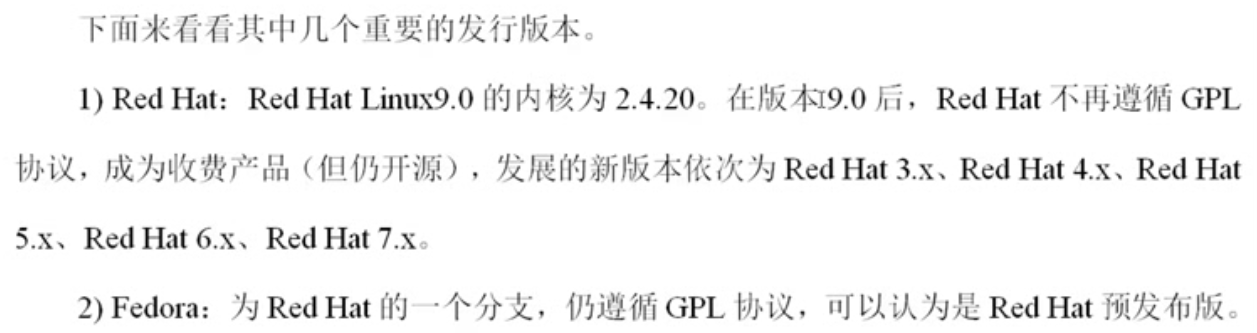 下面来看看其中几个重要的发行版本。
1) Red Hat：Red Hat Linux9.0 的内核为 2.4.20。在版本9.0 后，Red Hat 不再遵循 GPL
协议，成为收费产品（但仍开源），发展的新版本依次为 Red Hat 3.x、Red Hat 4.x、Red Hat
5.x、Red Hat 6.x、Red Hat 7.x。
2) Fedora：为 Red Hat 的一个分支，仍遵循 GPL 协议，可以认为是 Red Hat 预发布版。